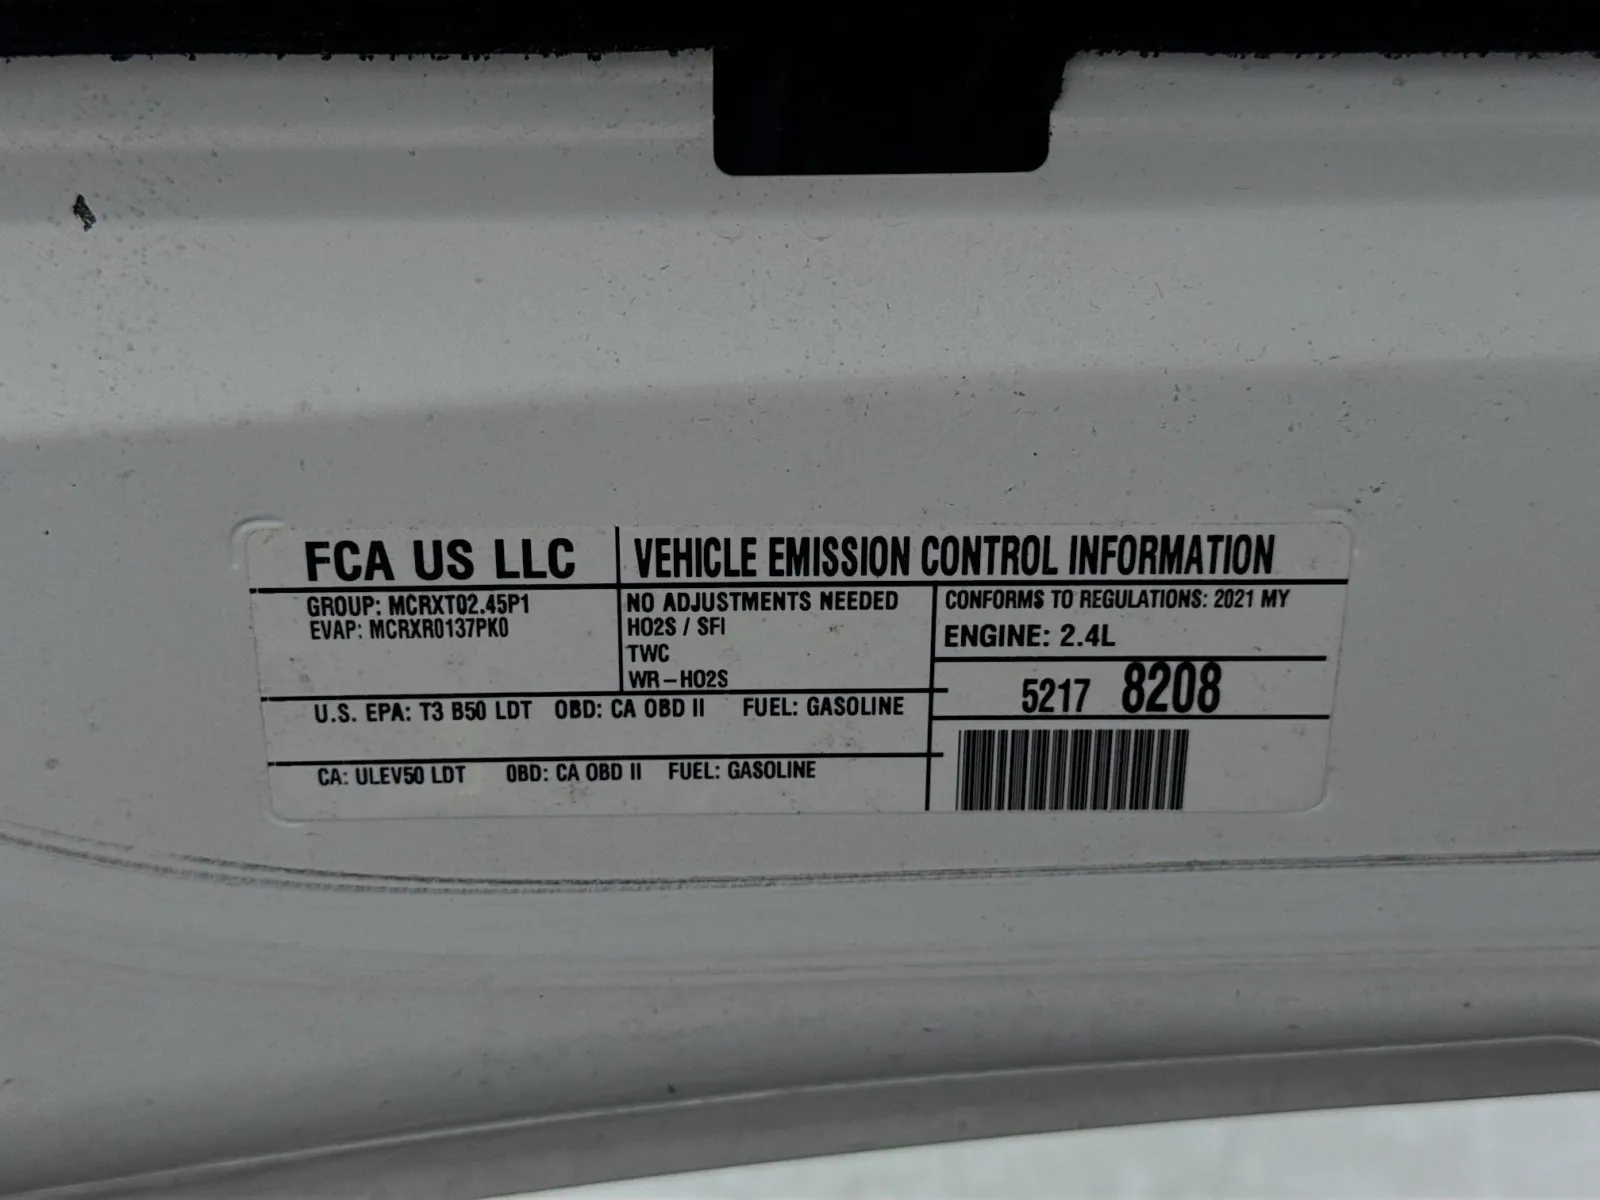 FCA US LLC
VEHICLE EMISSION CONTROL INFORMATION
GROUP: MCRXT02.45P1
EVAP: MCRXR0137PK0
NO ADJUSTMENTS NEEDED
HO2S / SFI
TWC
WR-HO2S
CONFORMS TO REGULATIONS: 2021 MY
ENGINE: 2.4L
5217 8208
U.S. EPA: T3 B50 LDT OBD: CA OBD II FUEL: GASOLINE
CA: ULEV50 LDT OBD: CA OBD II FUEL: GASOLINE